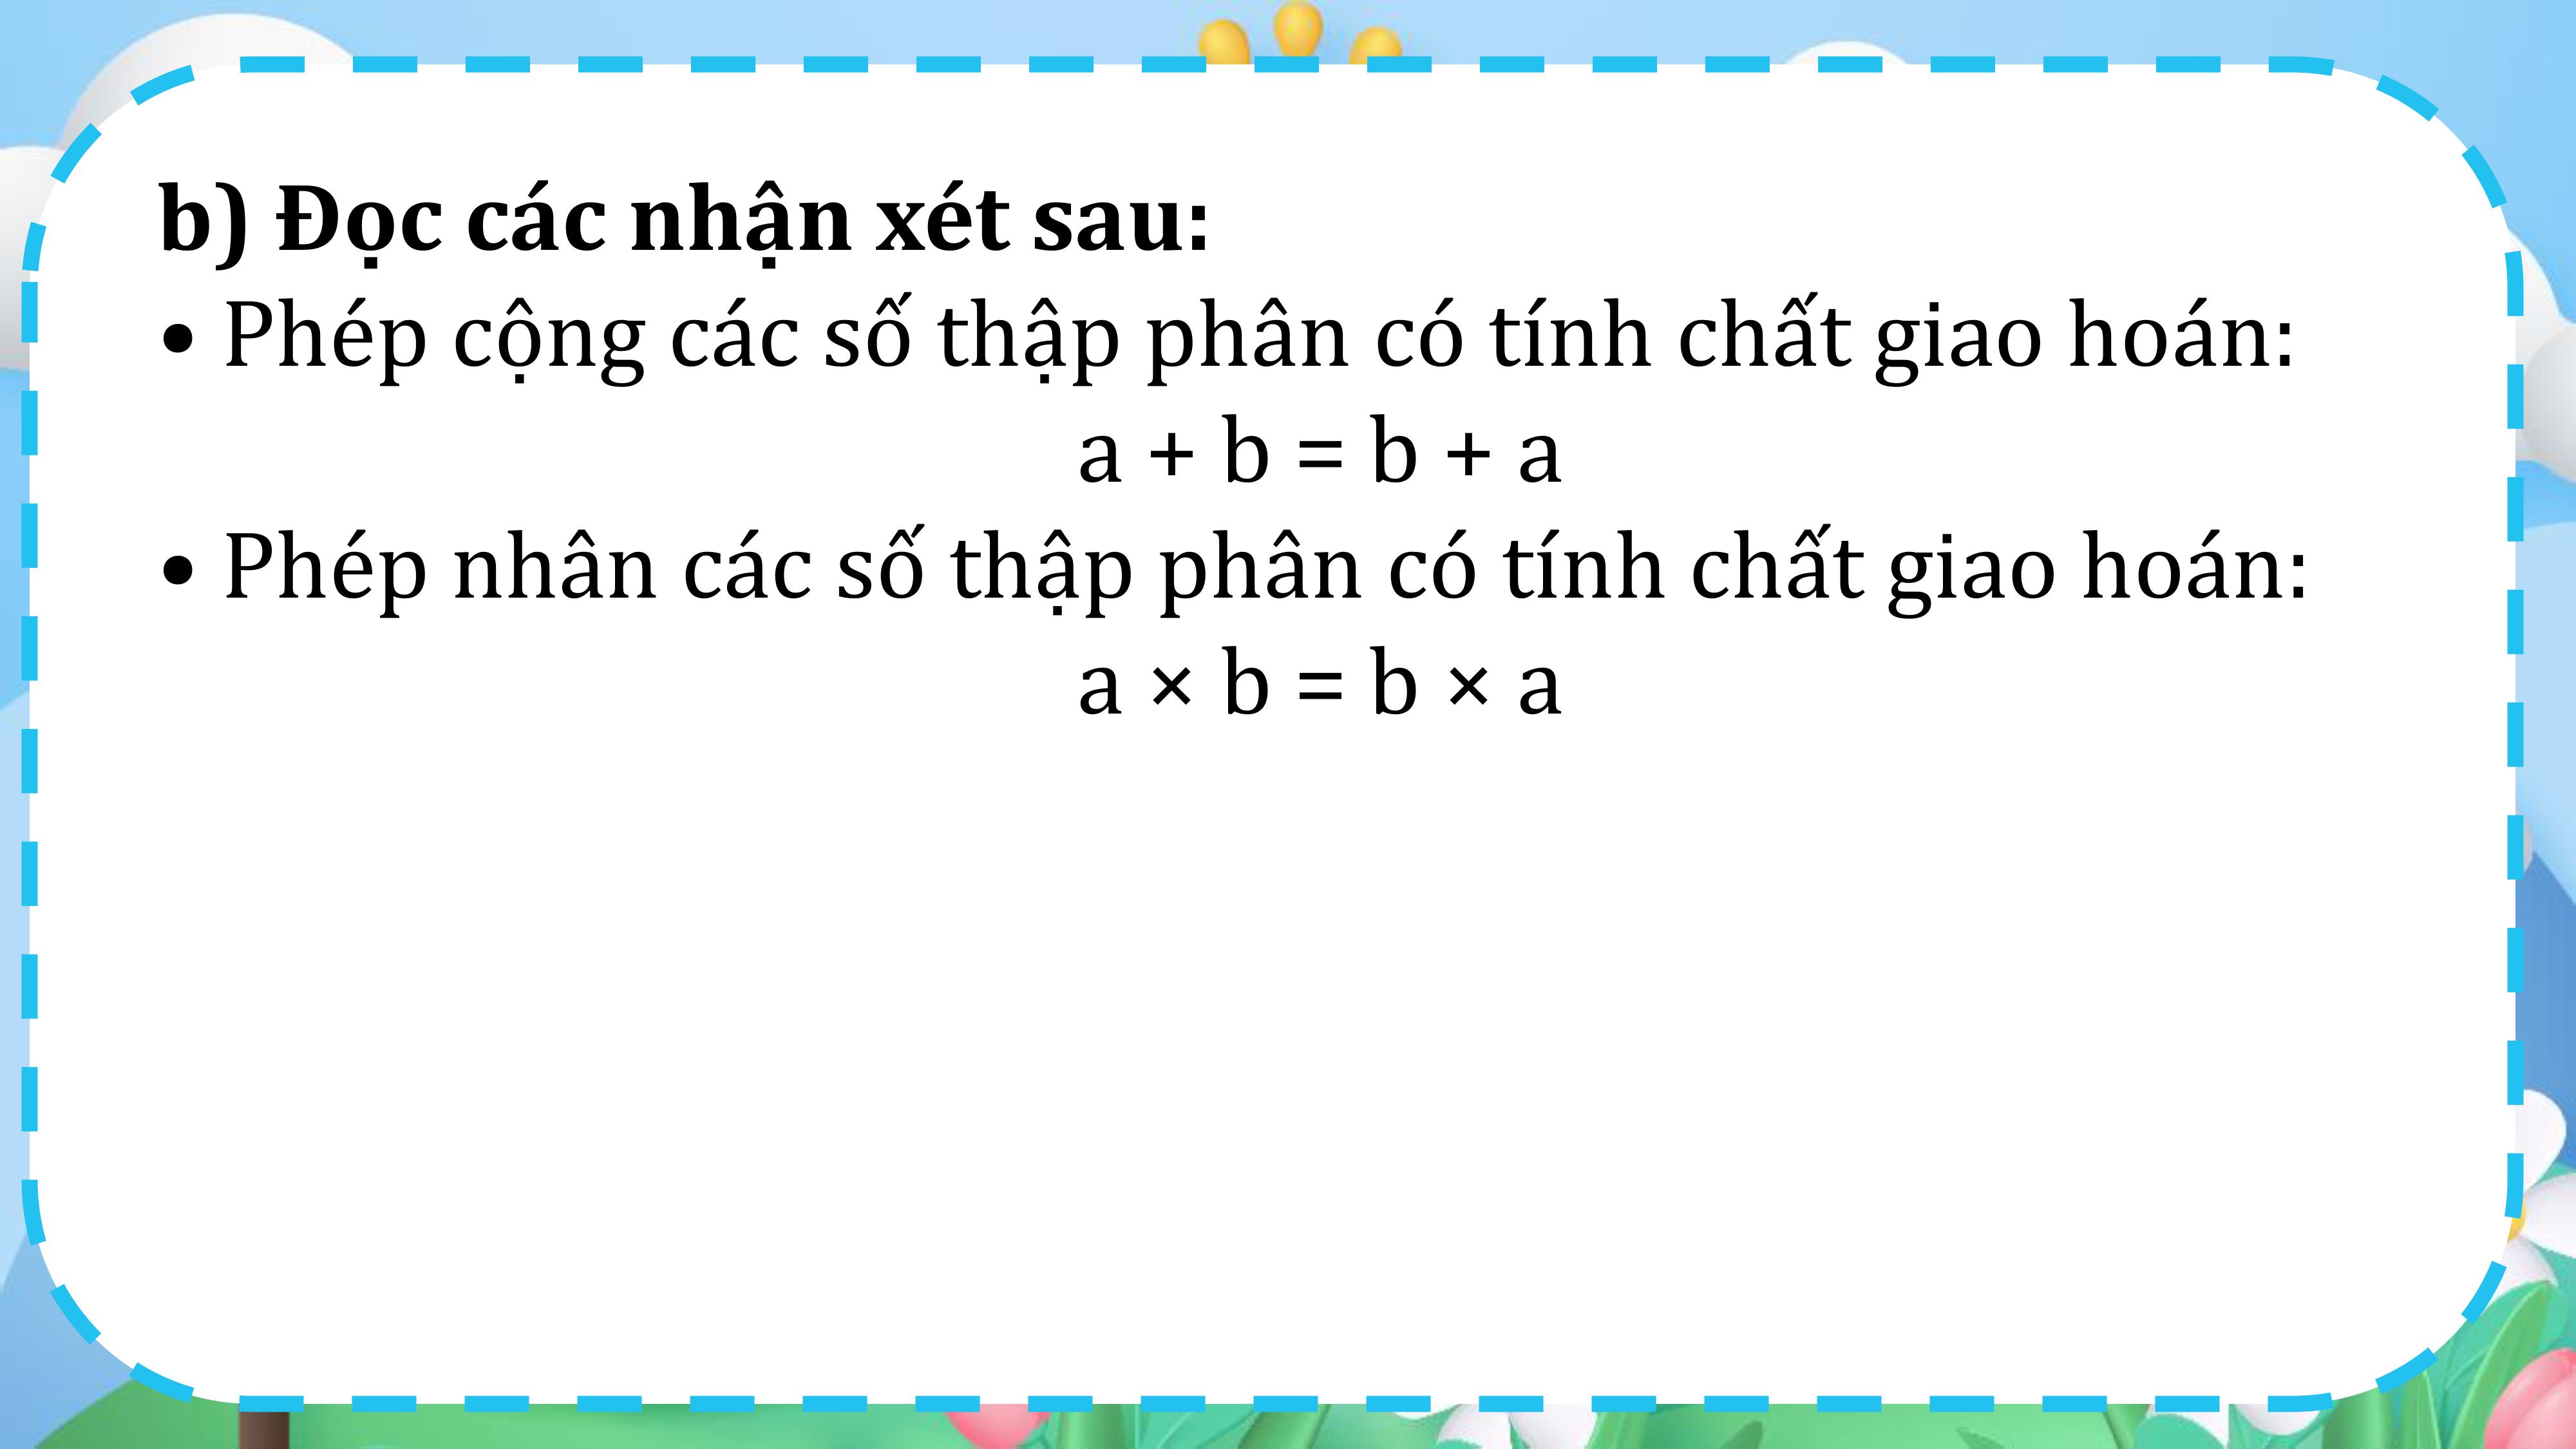 b) Đọc các nhận xét sau:
• Phép cộng các số thập phân có tính chất giao hoán:
a + b = b + a
• Phép nhân các số thập phân có tính chất giao hoán:
a × b = b × a